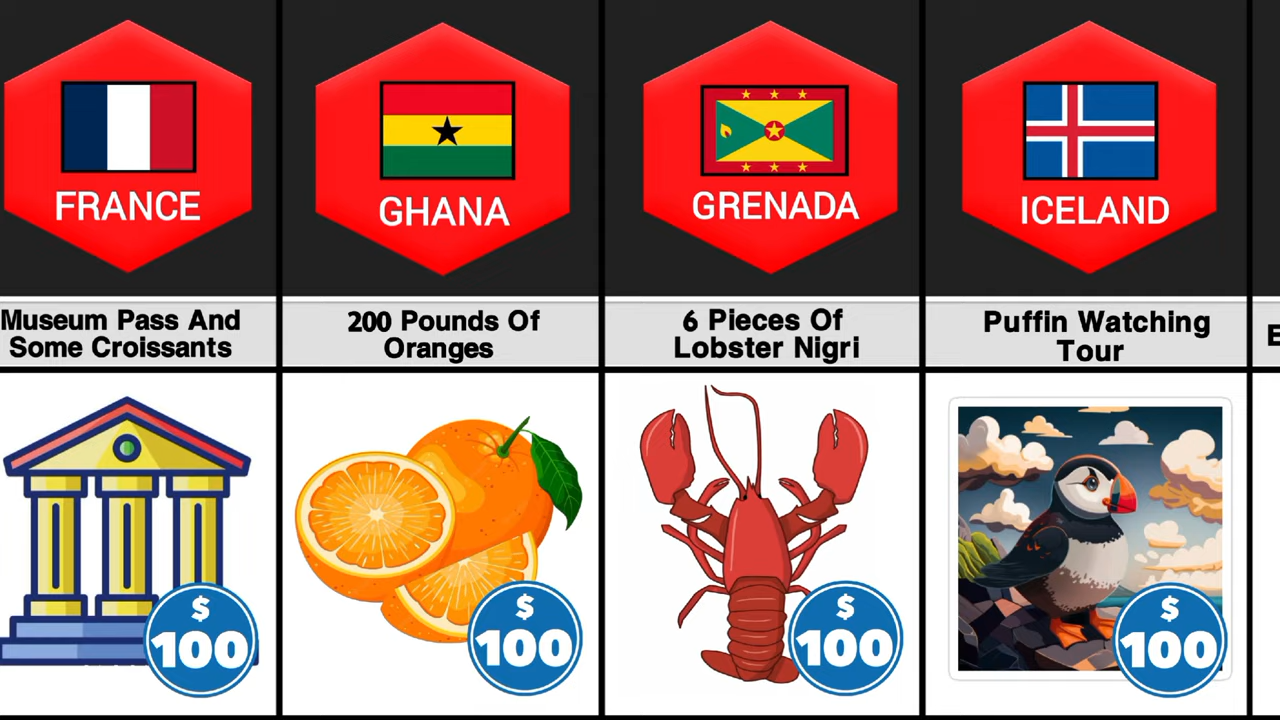 FRANCE
GHANA
GRENADA
ICELAND
Museum Pass And
Some Croissants
200 Pounds Of
Oranges
6 Pieces Of
Lobster Nigri
Puffin Watching
Tour
E
$
100
$
100
$
100
$
100